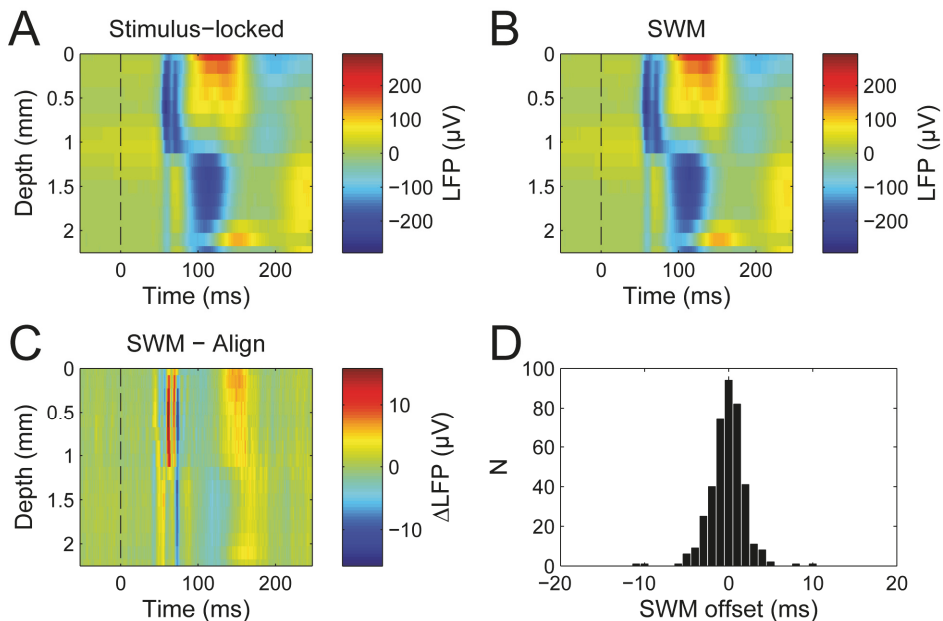 A
Stimulus−locked
0
0.5
1
1.5
2
Depth (mm)
0
100
200
Time (ms)
200
100
0
−100
−200
LFP (μV)
B
SWM
0
100
200
Time (ms)
0
0.5
1
1.5
2
200
100
0
−100
−200
LFP (μV)
C
SWM − Align
0
0.5
1
1.5
2
Depth (mm)
0
100
200
Time (ms)
10
0
−10
ΔLFP (μV)
D
100
80
60
40
20
0
N
−20
−10
0
10
20
SWM offset (ms)